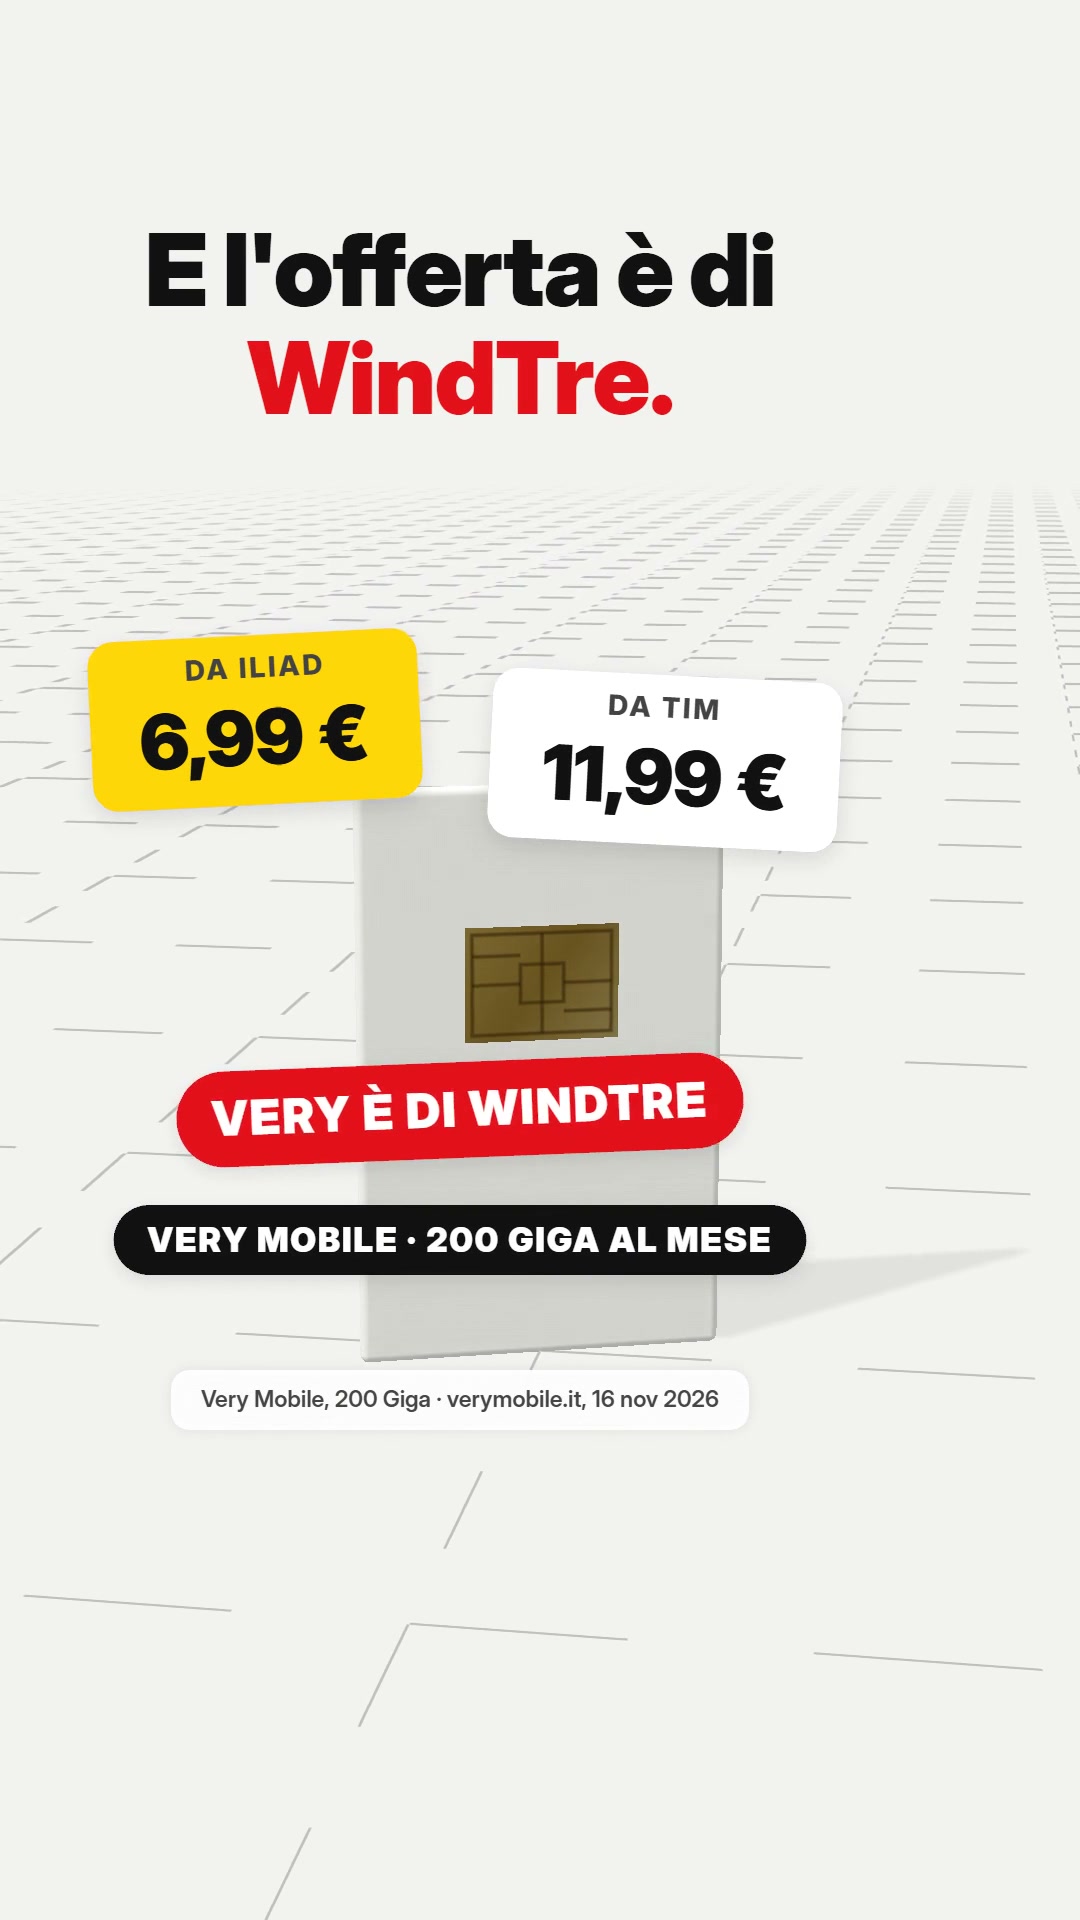 E l'offerta è di
WindTre.
DA ILIAD
6,99 €
DA TIM
11,99 €
VERY È DI WINDTRE
VERY MOBILE · 200 GIGA AL MESE
Very Mobile, 200 Giga · verymobile.it, 16 nov 2026